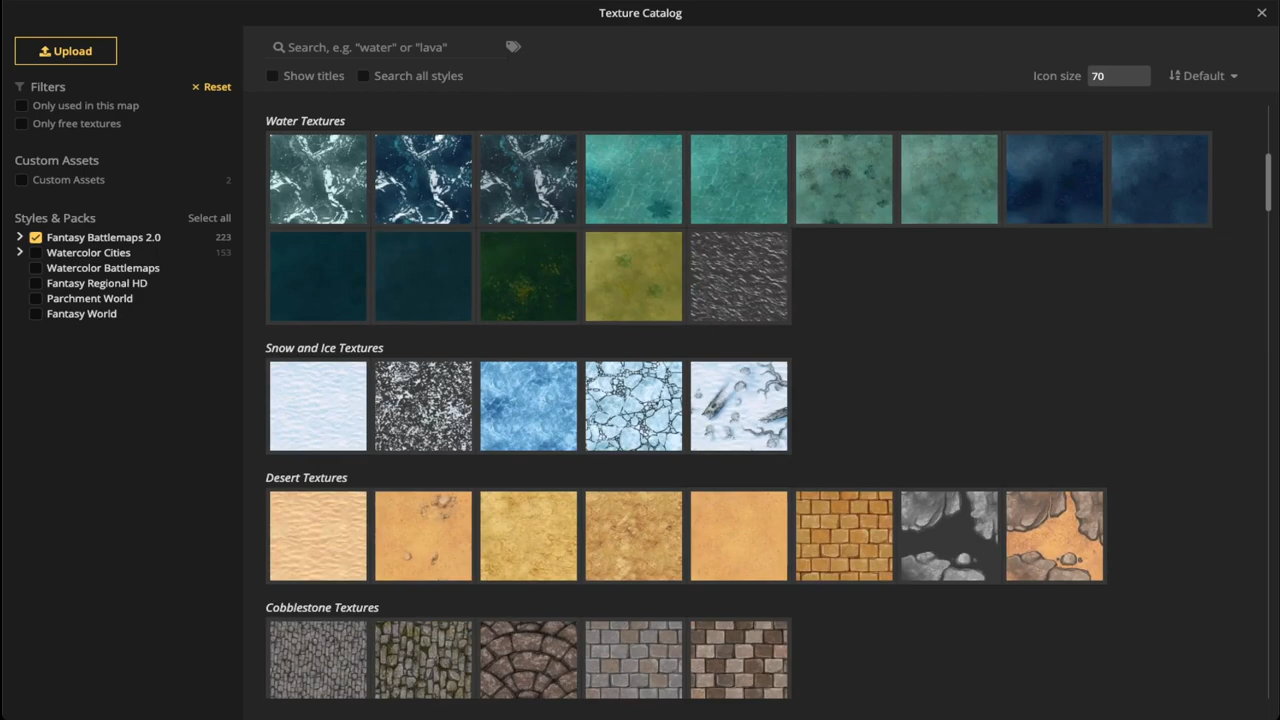 Texture Catalog
Upload
Search, e.g. "water" or "lava"
Show titles
Search all styles
Icon size
70
Default
Filters
Reset
Only used in this map
Only free textures
Custom Assets
Custom Assets 2
Styles & Packs
Select all
Fantasy Battlemaps 2.0 223
Watercolor Cities 153
Watercolor Battlemaps
Fantasy Regional HD
Parchment World
Fantasy World
Water Textures
Snow and Ice Textures
Desert Textures
Cobblestone Textures